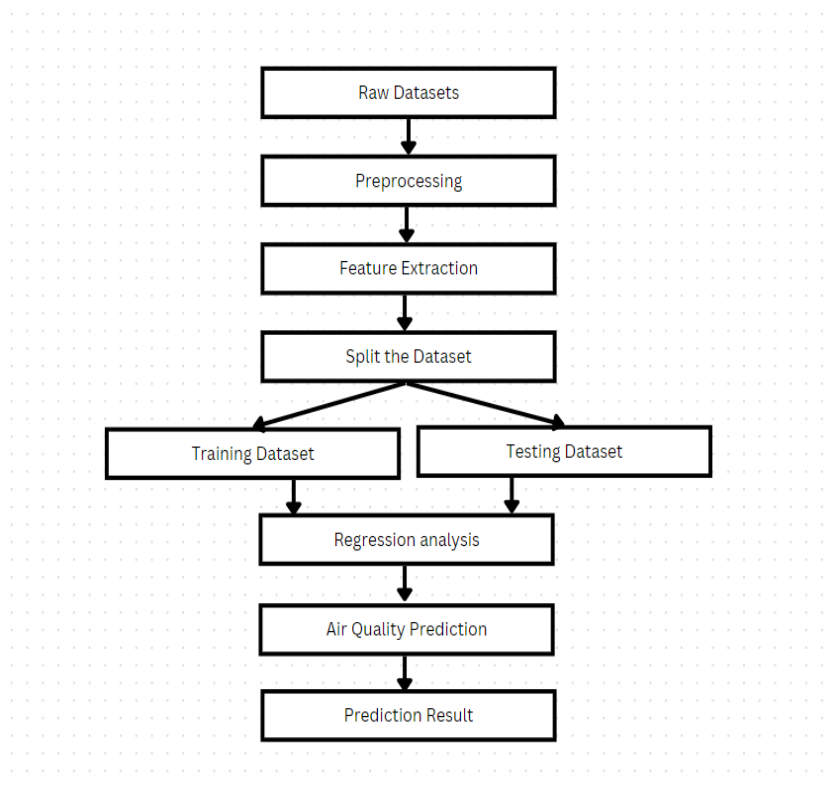 Raw Datasets
Preprocessing
Feature Extraction
Split the Dataset
Training Dataset
Testing Dataset
Regression analysis
Air Quality Prediction
Prediction Result